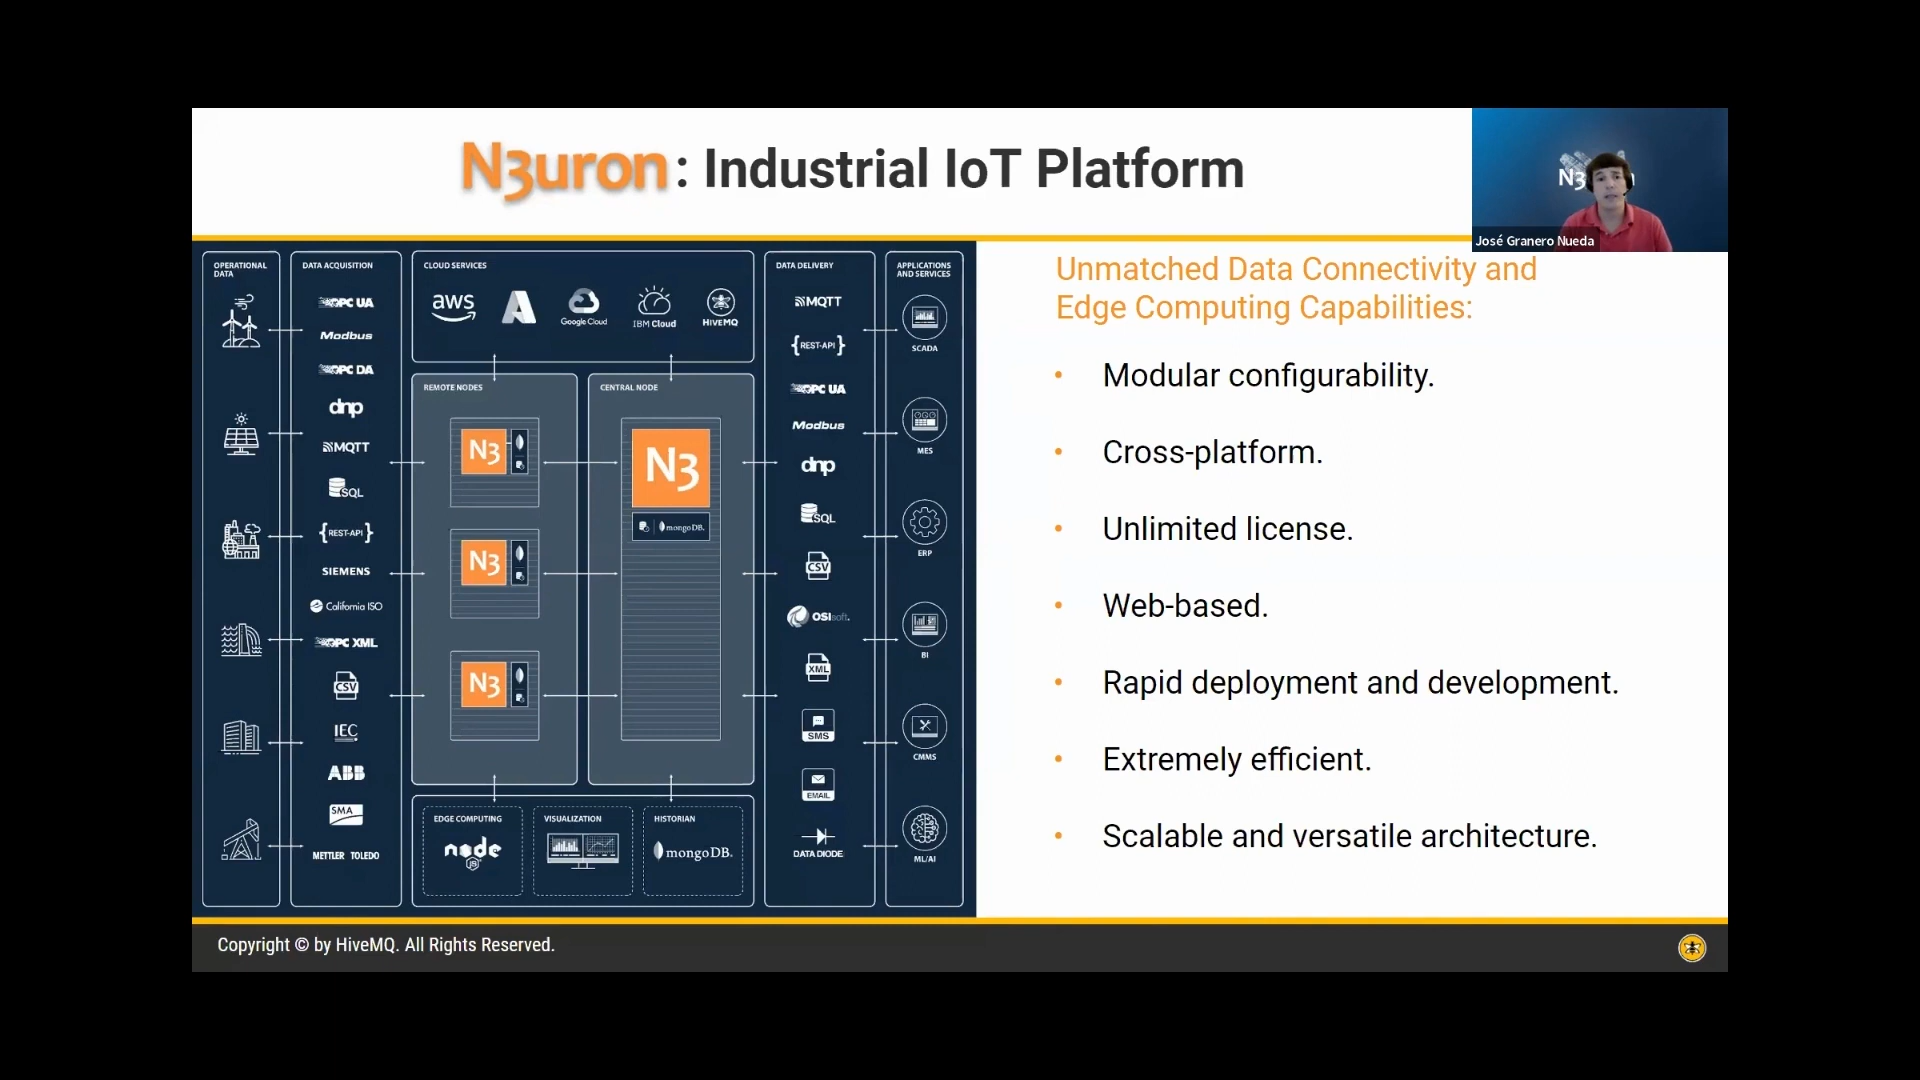 N3uron: Industrial IoT Platform
N3
José Granero Nueda
OPERATIONAL
DATA
DATA ACQUISITION
OPC UA
Modbus
OPC DA
dnp
MQTT
SQL
{REST-API}
SIEMENS
California ISO
OPC XML
CSV
IEC
ABB
SMA
METTLER TOLEDO
CLOUD SERVICES
aws
Google Cloud
IBM Cloud
HIVEMQ
REMOTE NODES
N3
N3
N3
CENTRAL NODE
N3
mongoDB.
EDGE COMPUTING
node
JS
VISUALIZATION
HISTORIAN
mongoDB.
DATA DELIVERY
MQTT
{REST-API}
OPC UA
Modbus
dnp
SQL
CSV
OSIsoft.
XML
SMS
EMAIL
DATA DIODE
APPLICATIONS
AND SERVICES
SCADA
MES
ERP
BI
CMMS
ML/AI
Unmatched Data Connectivity and
Edge Computing Capabilities:
• Modular configurability.
• Cross-platform.
• Unlimited license.
• Web-based.
• Rapid deployment and development.
• Extremely efficient.
• Scalable and versatile architecture.
Copyright © by HiveMQ. All Rights Reserved.